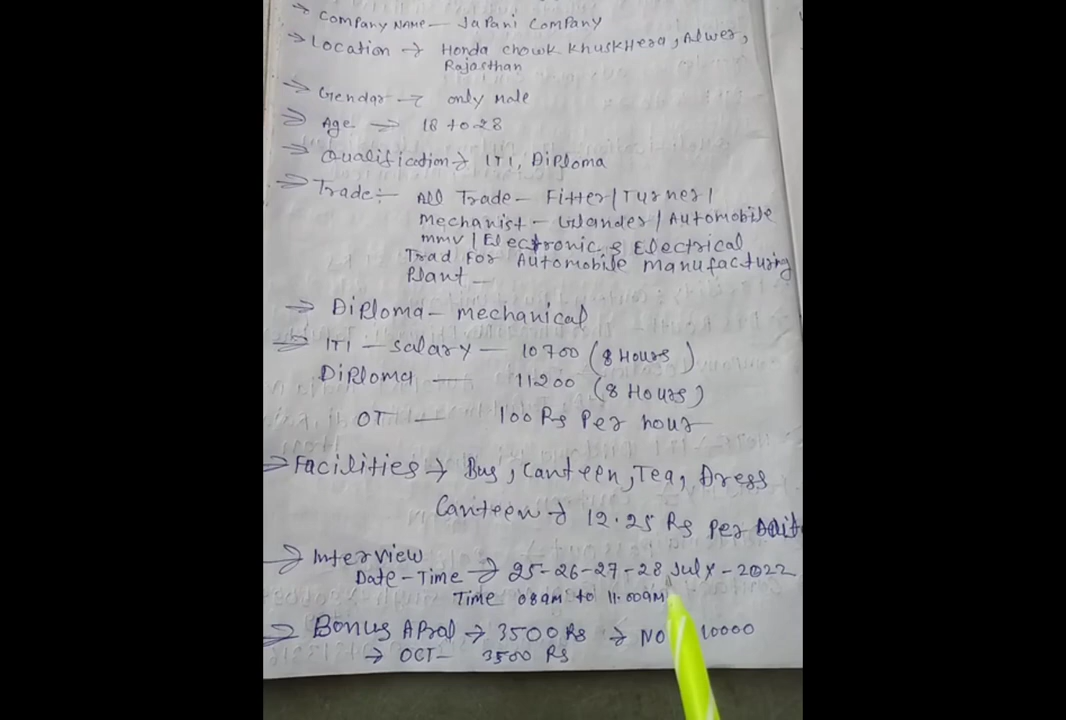 → Company Name — Japani Company
→ Location → Honda chowk Khuskhera, Alwer,
Rajasthan
→ Gendar → only male
⇒ Age ⇒ 18 to 28
→ Qualification → ITI, Diploma
⇒ Trade:- All Trade - Fitter/Turner/
Mechanist - Glander/Automobile
mmv/Electronic & Electrical
Trad For Automobile manufacturing
Plant -
⇒ Diploma - mechanical
⇒ ITI - salary - 10700 (8 Hours)
Diploma — 11200 (8 Hours)
OT — 100 Rs Per hour
⇒ Facilities → Bus, Canteen, Tea, Dress
Canteen → 12.25 Rs Per
⇒ Interview
Date - Time → 25-26-27-28 July - 2022
Time 08am to 11.00am
⇒ Bonus Apral → 3500 Rs → No 10000
→ OCT- 3500 Rs